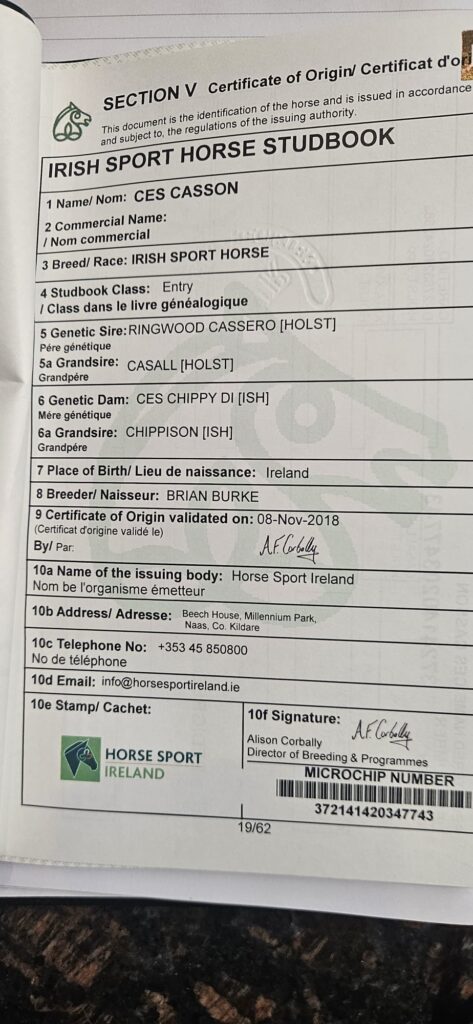 SECTION V Certificate of Origin/ Certificat d'ori
This document is the identification of the horse and is issued in accordance
and subject to, the regulations of the issuing authority.
IRISH SPORT HORSE STUDBOOK
1 Name/ Nom: CES CASSON
2 Commercial Name:
/ Nom commercial
3 Breed/ Race: IRISH SPORT HORSE
4 Studbook Class: Entry
/ Class dans le livre généalogique
5 Genetic Sire: RINGWOOD CASSERO [HOLST]
Pére génétique
5a Grandsire: CASALL [HOLST]
Grandpére
6 Genetic Dam: CES CHIPPY DI [ISH]
Mére génétique
6a Grandsire: CHIPPISON [ISH]
Grandpére
7 Place of Birth/ Lieu de naissance: Ireland
8 Breeder/ Naisseur: BRIAN BURKE
9 Certificate of Origin validated on: 08-Nov-2018
(Certificat d'origine validé le)
By/ Par: A.F. Corbally
10a Name of the issuing body: Horse Sport Ireland
Nom be l'organisme émetteur
10b Address/ Adresse: Beech House, Millennium Park,
Naas, Co. Kildare
10c Telephone No: +353 45 850800
No de téléphone
10d Email: info@horsesportireland.ie
10e Stamp/ Cachet:
HORSE SPORT
IRELAND
10f Signature: A.F. Corbally
Alison Corbally
Director of Breeding & Programmes
MICROCHIP NUMBER
372141420347743
19/62